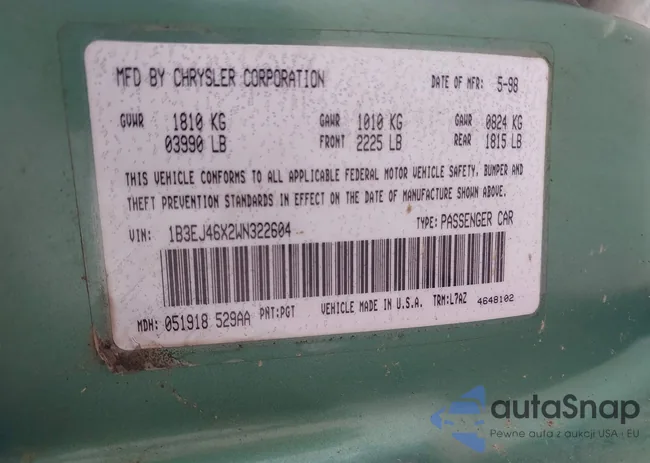 MFD BY CHRYSLER CORPORATION DATE OF MFR: 5-98
GVWR 1810 KG GAWR 1010 KG GAWR 0824 KG
03990 LB FRONT 2225 LB REAR 1815 LB
THIS VEHICLE CONFORMS TO ALL APPLICABLE FEDERAL MOTOR VEHICLE SAFETY, BUMPER AND
THEFT PREVENTION STANDARDS IN EFFECT ON THE DATE OF MANUFACTURE SHOWN ABOVE.
VIN: 1B3EJ46X2WN322604 TYPE: PASSENGER CAR
MDH: 051918 529AA PNT:PGT VEHICLE MADE IN U.S.A. TRM:L7AZ 4648102
autaSnap
Pewne auta z aukcji USA · EU